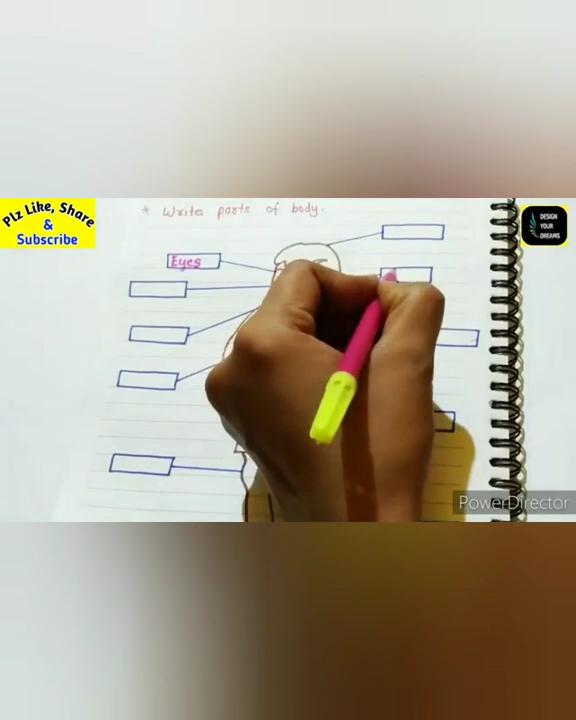 * Write parts of body.
Plz Like, Share
&
Subscribe
DESIGN
YOUR
DREAMS
Eyes
PowerDirector